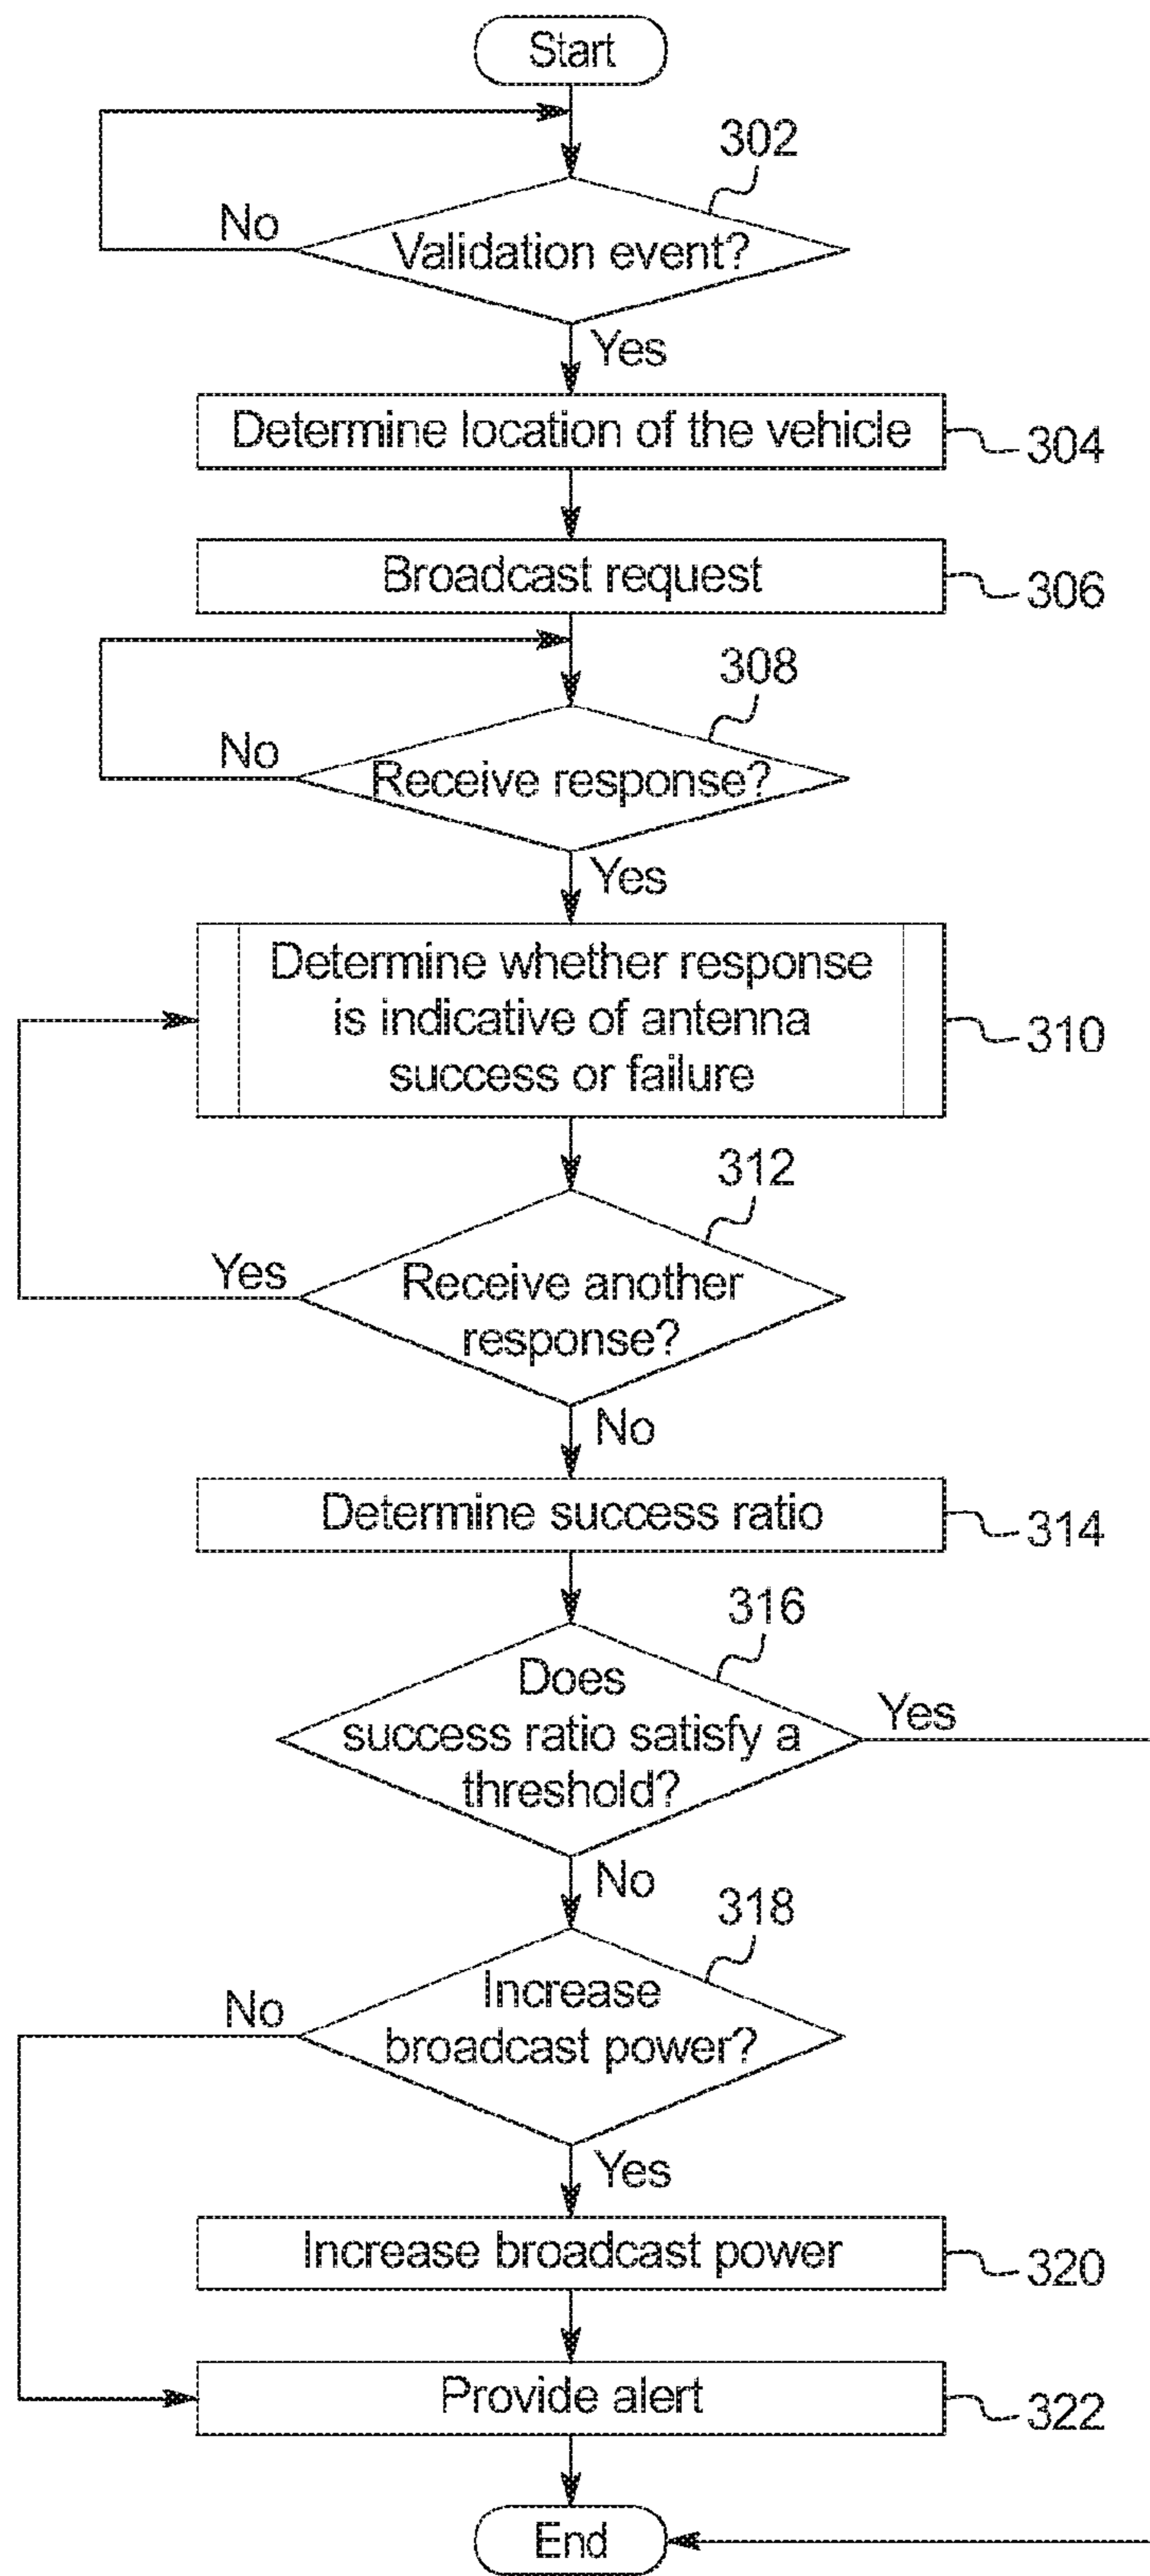 Start
302
No
Validation event?
Yes
Determine location of the vehicle
304
Broadcast request
306
308
No
Receive response?
Yes
Determine whether response
is indicative of antenna
success or failure
310
312
Yes
Receive another
response?
No
Determine success ratio
314
316
Does
success ratio satisfy a
threshold?
Yes
No
318
No
Increase
broadcast power?
Yes
Increase broadcast power
320
Provide alert
322
End